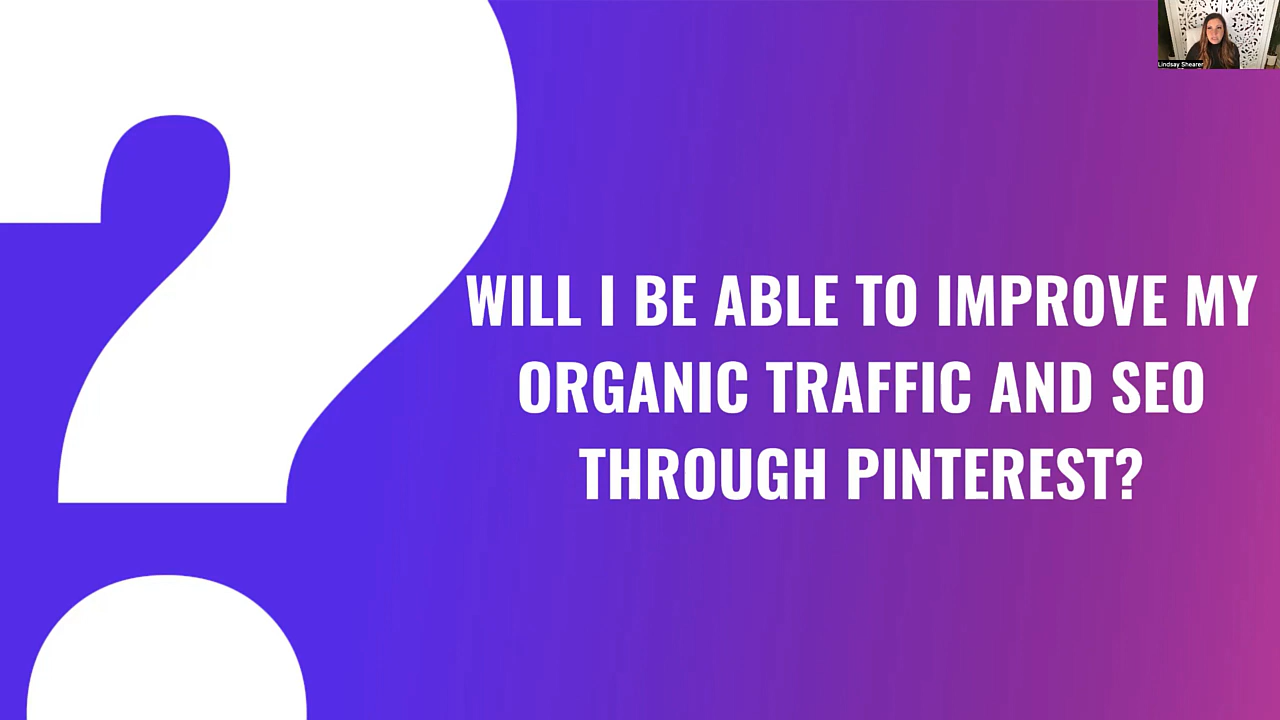 Lindsay Shearer
WILL I BE ABLE TO IMPROVE MY
ORGANIC TRAFFIC AND SEO
THROUGH PINTEREST?